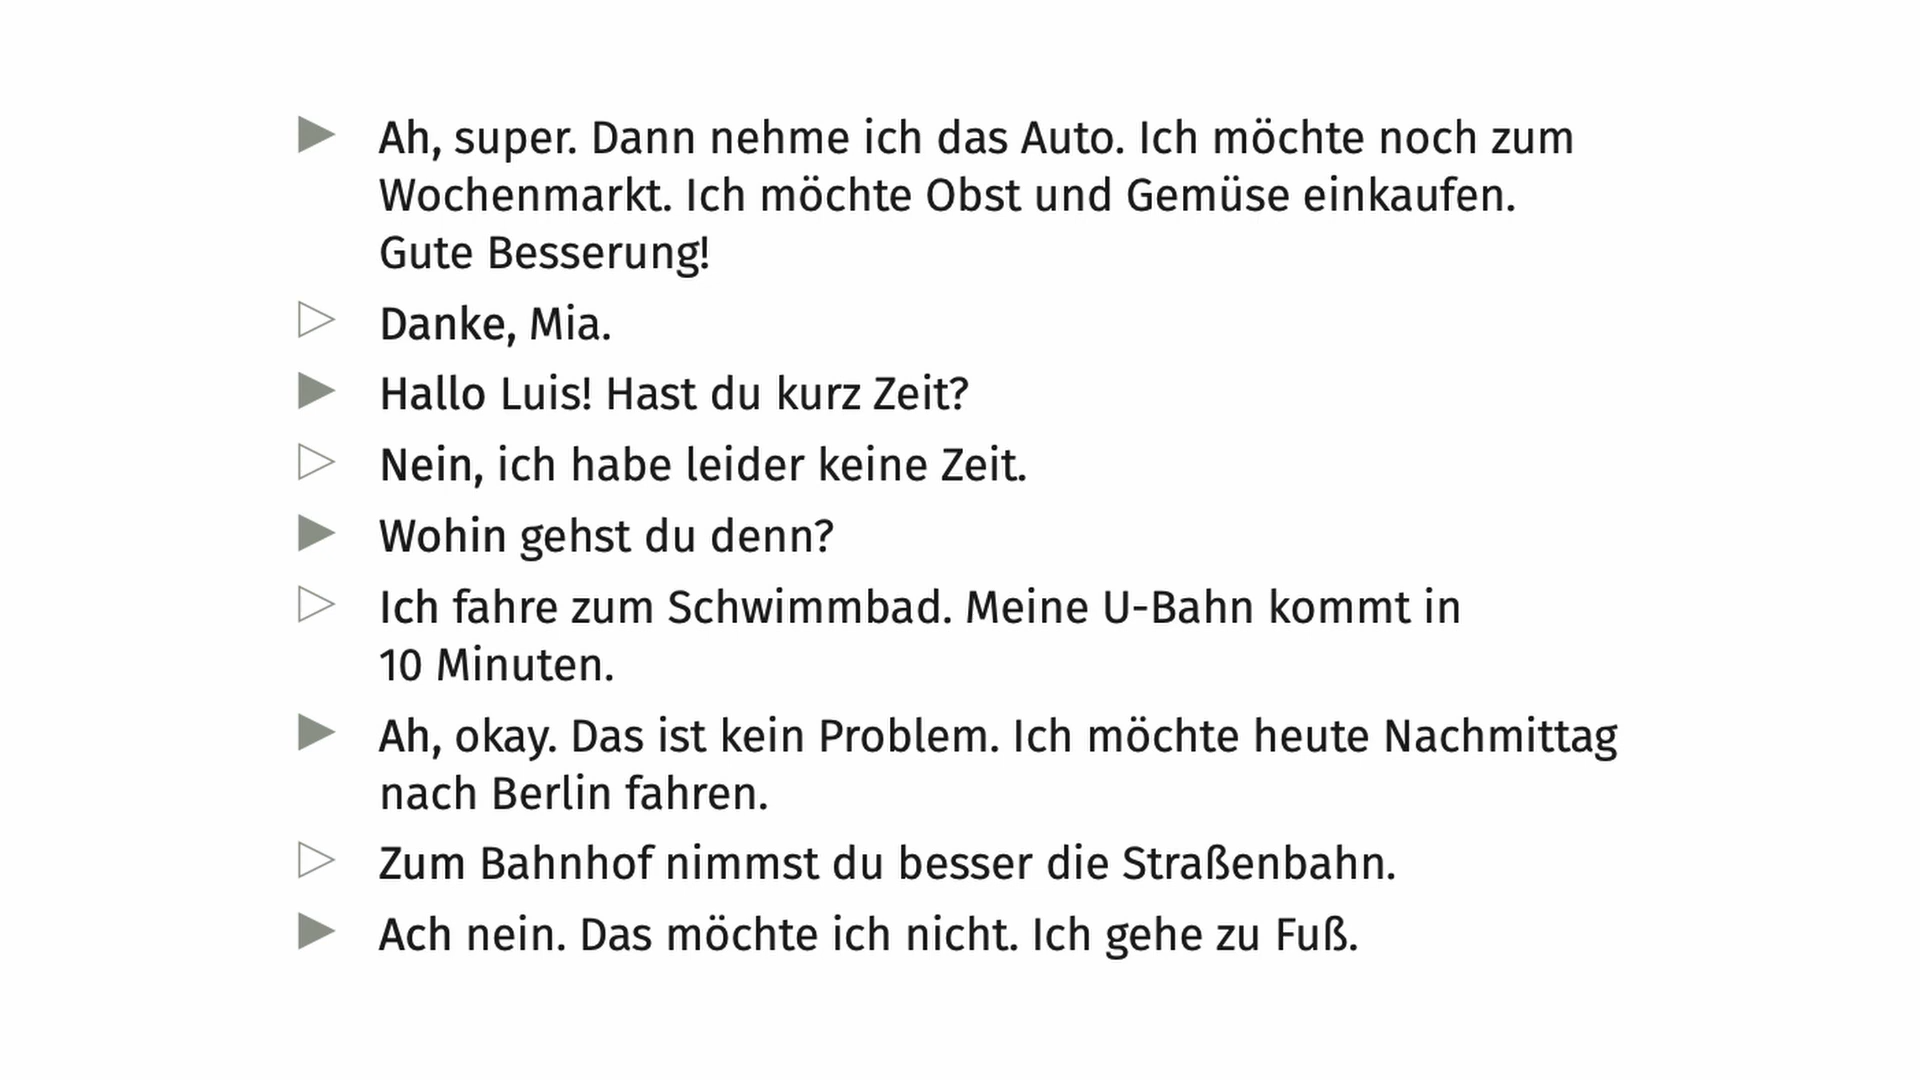 Ah, super. Dann nehme ich das Auto. Ich möchte noch zum
Wochenmarkt. Ich möchte Obst und Gemüse einkaufen.
Gute Besserung!
Danke, Mia.
Hallo Luis! Hast du kurz Zeit?
Nein, ich habe leider keine Zeit.
Wohin gehst du denn?
Ich fahre zum Schwimmbad. Meine U-Bahn kommt in
10 Minuten.
Ah, okay. Das ist kein Problem. Ich möchte heute Nachmittag
nach Berlin fahren.
Zum Bahnhof nimmst du besser die Straßenbahn.
Ach nein. Das möchte ich nicht. Ich gehe zu Fuß.